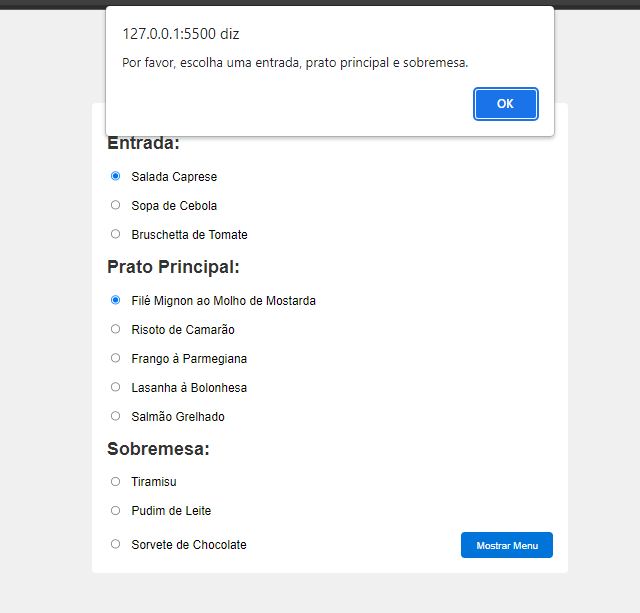 127.0.0.1:5500 diz
Por favor, escolha uma entrada, prato principal e sobremesa.
OK
Entrada:
Salada Caprese
Sopa de Cebola
Bruschetta de Tomate
Prato Principal:
Filé Mignon ao Molho de Mostarda
Risoto de Camarão
Frango à Parmegiana
Lasanha à Bolonhesa
Salmão Grelhado
Sobremesa:
Tiramisu
Pudim de Leite
Sorvete de Chocolate
Mostrar Menu